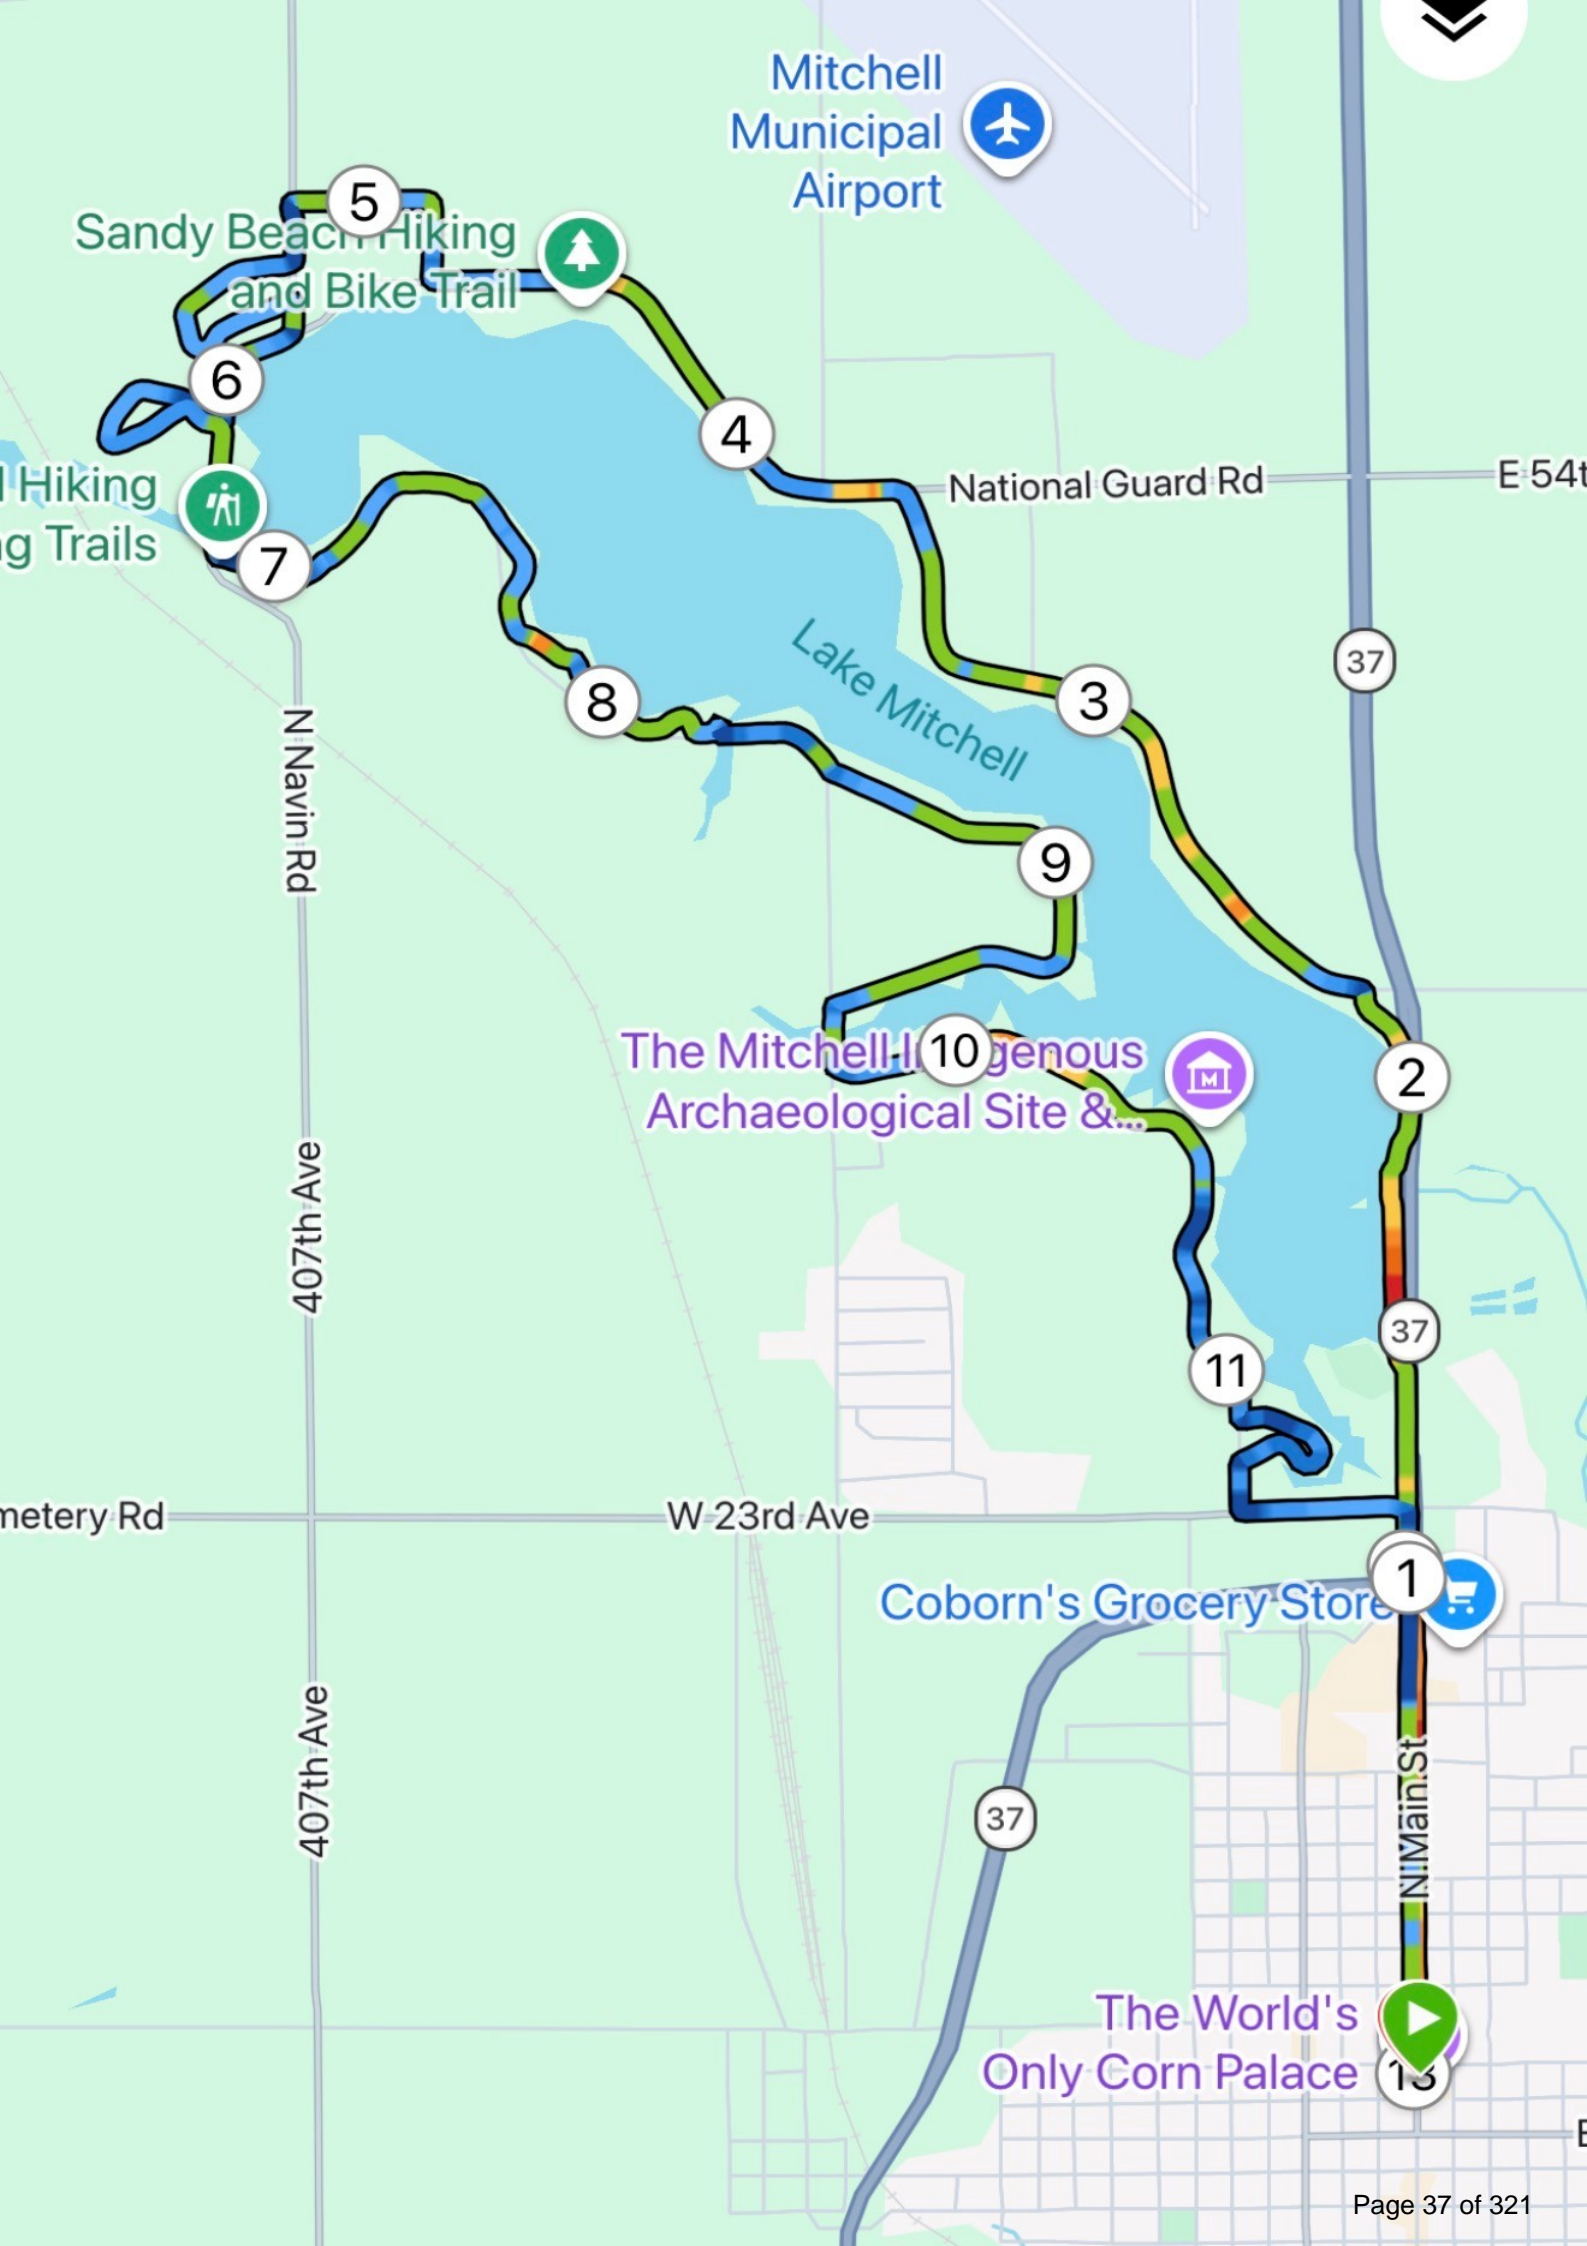 Mitchell
Municipal
Airport
5
Sandy Beach Hiking
and Bike Trail
6
4
National Guard Rd
E 54t
Hiking
g Trails
7
37
Lake Mitchell
3
8
N Navin Rd
9
The Mitchell In genous
10
Archaeological Site &...
M
2
407th Ave
37
11
metery Rd
W 23rd Ave
1
Coborn's Grocery Store
407th Ave
N Main St
37
The World's
Only Corn Palace
13
E
Page 37 of 321